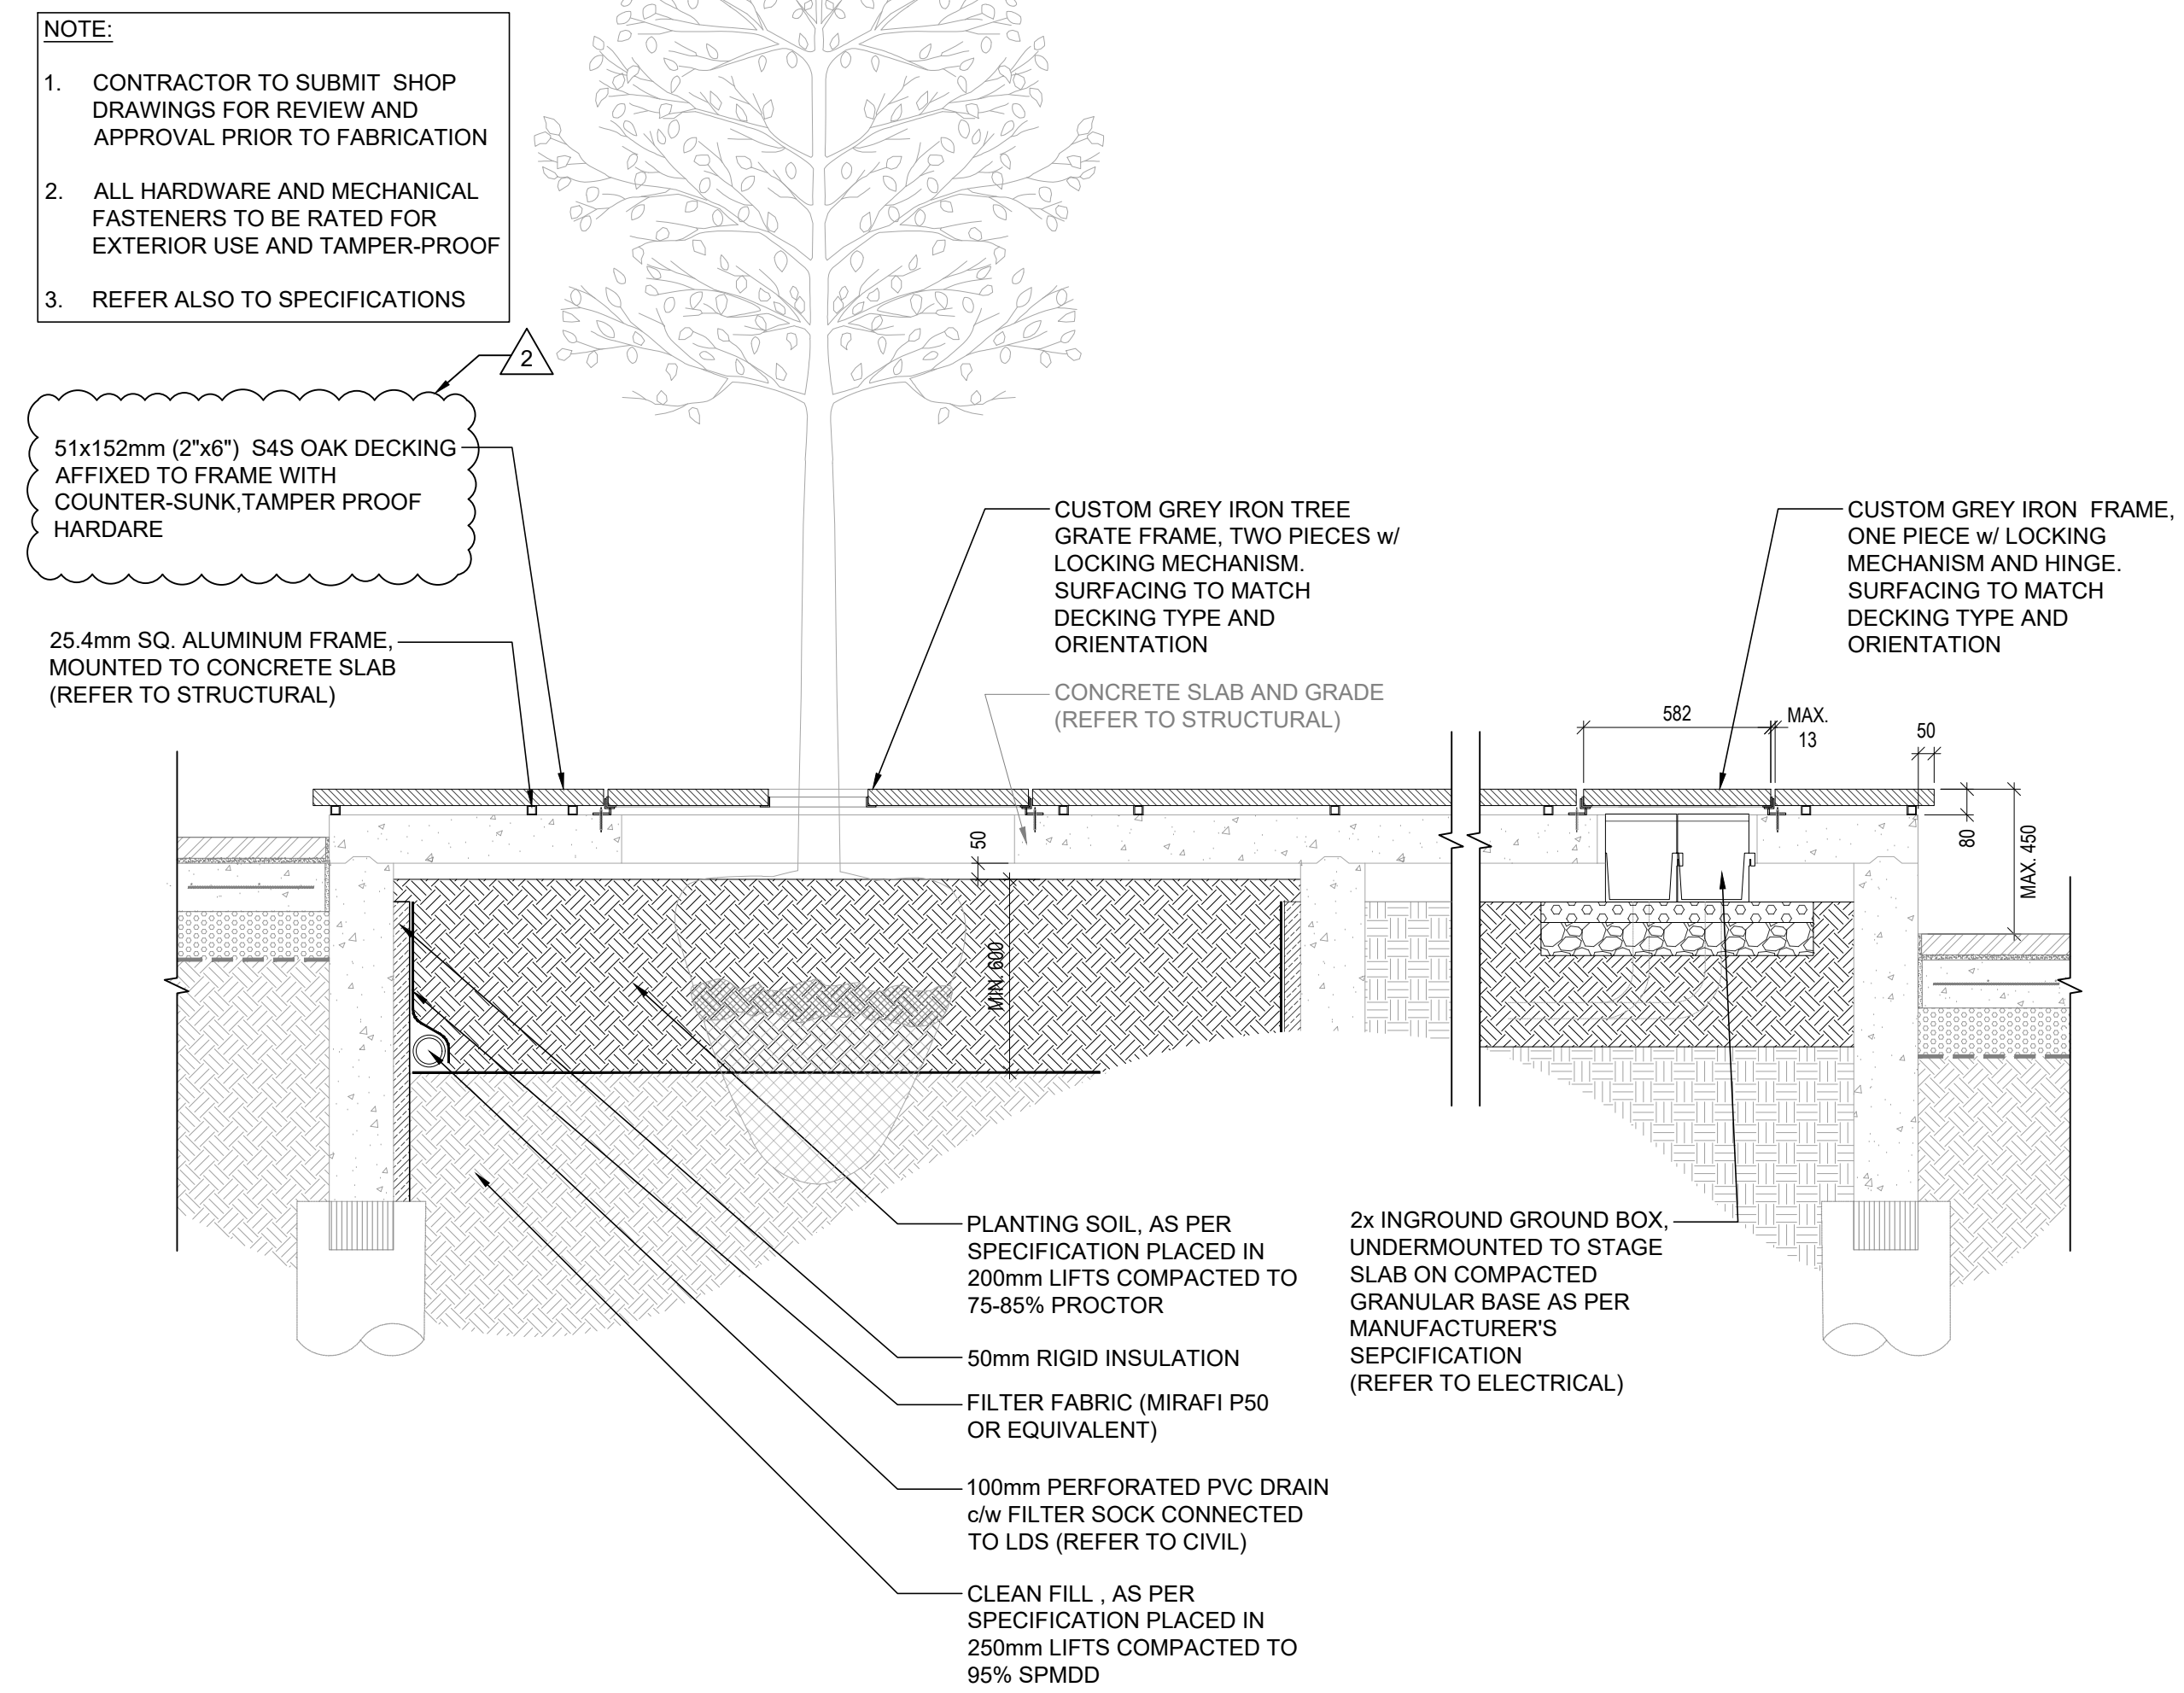 NOTE:
1. CONTRACTOR TO SUBMIT SHOP
DRAWINGS FOR REVIEW AND
APPROVAL PRIOR TO FABRICATION
2. ALL HARDWARE AND MECHANICAL
FASTENERS TO BE RATED FOR
EXTERIOR USE AND TAMPER-PROOF
3. REFER ALSO TO SPECIFICATIONS
2
51x152mm (2"x6") S4S OAK DECKING
AFFIXED TO FRAME WITH
COUNTER-SUNK,TAMPER PROOF
HARDARE
25.4mm SQ. ALUMINUM FRAME,
MOUNTED TO CONCRETE SLAB
(REFER TO STRUCTURAL)
CUSTOM GREY IRON TREE
GRATE FRAME, TWO PIECES w/
LOCKING MECHANISM.
SURFACING TO MATCH
DECKING TYPE AND
ORIENTATION
CONCRETE SLAB AND GRADE
(REFER TO STRUCTURAL)
CUSTOM GREY IRON FRAME,
ONE PIECE w/ LOCKING
MECHANISM AND HINGE.
SURFACING TO MATCH
DECKING TYPE AND
ORIENTATION
582
MAX.
13
50
80
MAX. 450
50
MIN. 600
PLANTING SOIL, AS PER
SPECIFICATION PLACED IN
200mm LIFTS COMPACTED TO
75-85% PROCTOR
50mm RIGID INSULATION
FILTER FABRIC (MIRAFI P50
OR EQUIVALENT)
100mm PERFORATED PVC DRAIN
c/w FILTER SOCK CONNECTED
TO LDS (REFER TO CIVIL)
CLEAN FILL , AS PER
SPECIFICATION PLACED IN
250mm LIFTS COMPACTED TO
95% SPMDD
2x INGROUND GROUND BOX,
UNDERMOUNTED TO STAGE
SLAB ON COMPACTED
GRANULAR BASE AS PER
MANUFACTURER'S
SEPCIFICATION
(REFER TO ELECTRICAL)